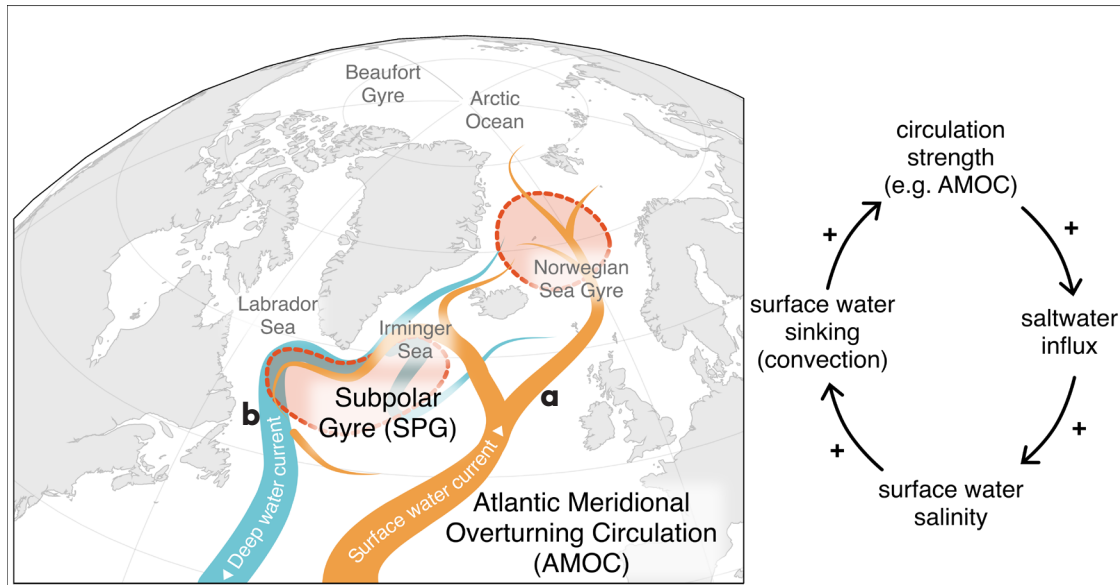 Beaufort
Gyre
Arctic
Ocean
Norwegian
Sea Gyre
Labrador
Sea
Irminger
Sea
a
b
Subpolar
Gyre (SPG)
◀ Deep water current
Surface water current ▶
Atlantic Meridional
Overturning Circulation
(AMOC)
circulation
strength
(e.g. AMOC)
+
saltwater
influx
+
surface water
salinity
+
surface water
sinking
(convection)
+